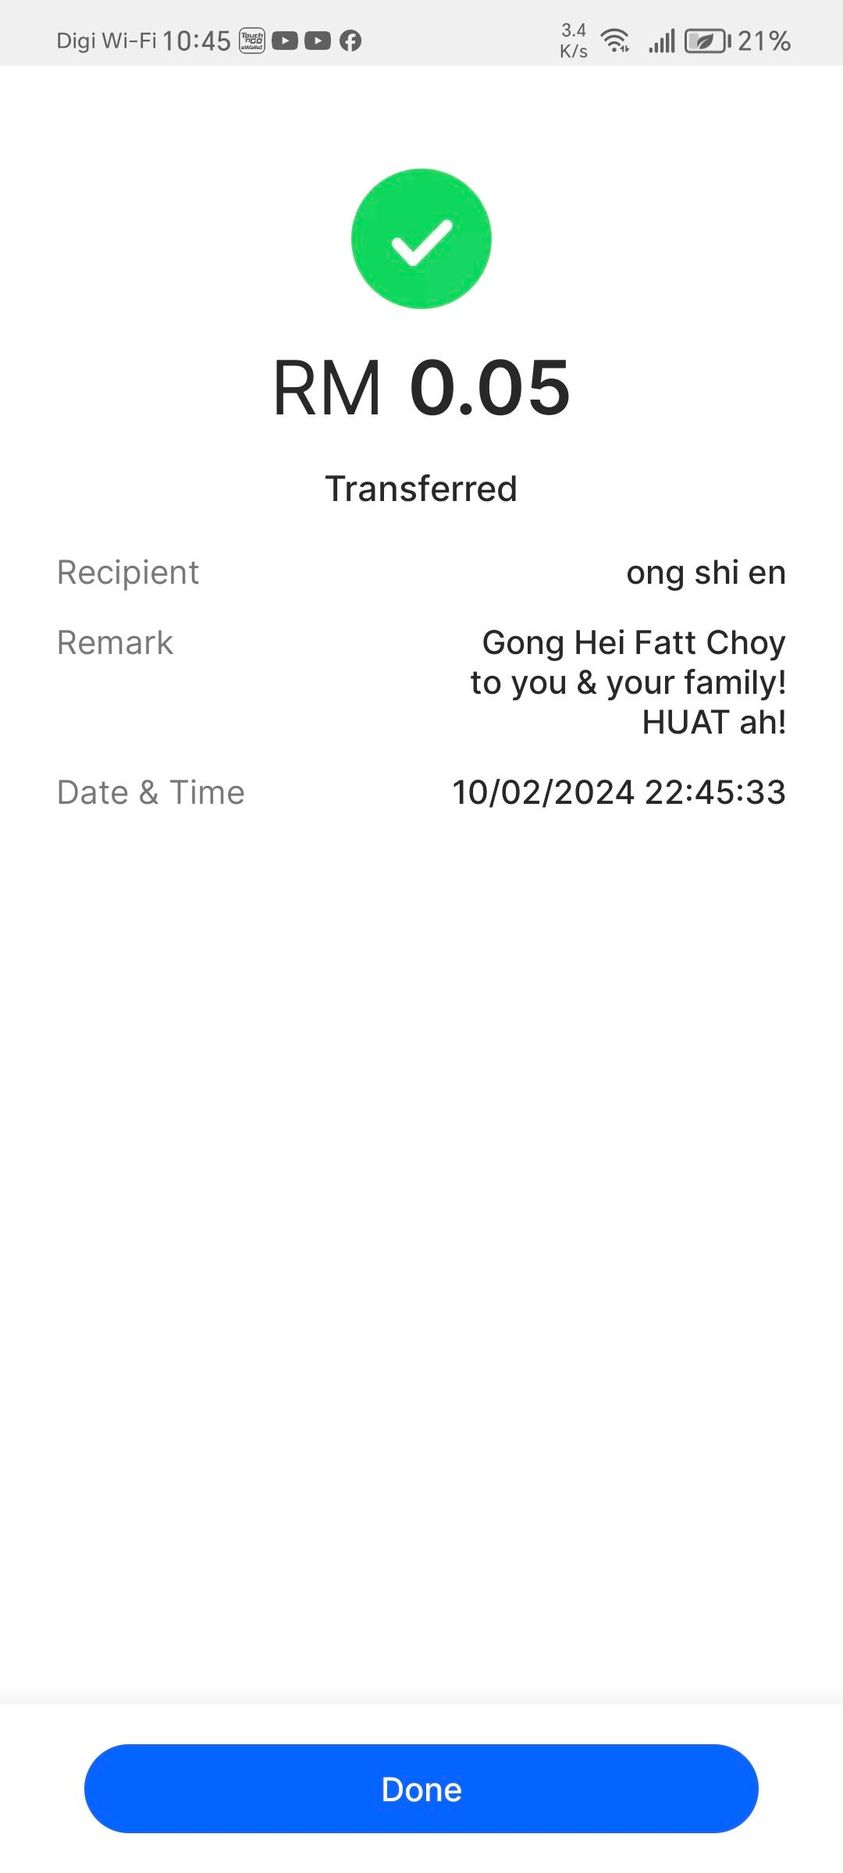 Digi Wi-Fi 10:45
3.4
K/s
21%
RM 0.05
Transferred
Recipient ong shi en
Remark Gong Hei Fatt Choy
to you & your family!
HUAT ah!
Date & Time 10/02/2024 22:45:33
Done